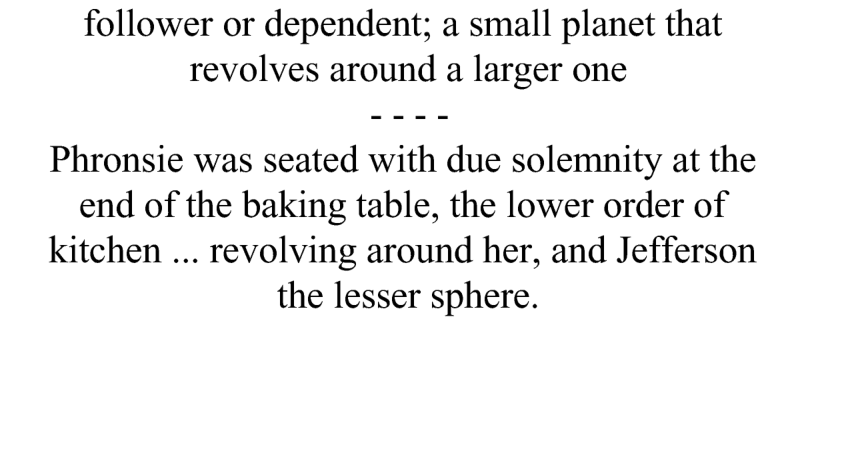 follower or dependent; a small planet that
revolves around a larger one
- - - -
Phronsie was seated with due solemnity at the
end of the baking table, the lower order of
kitchen ... revolving around her, and Jefferson
the lesser sphere.